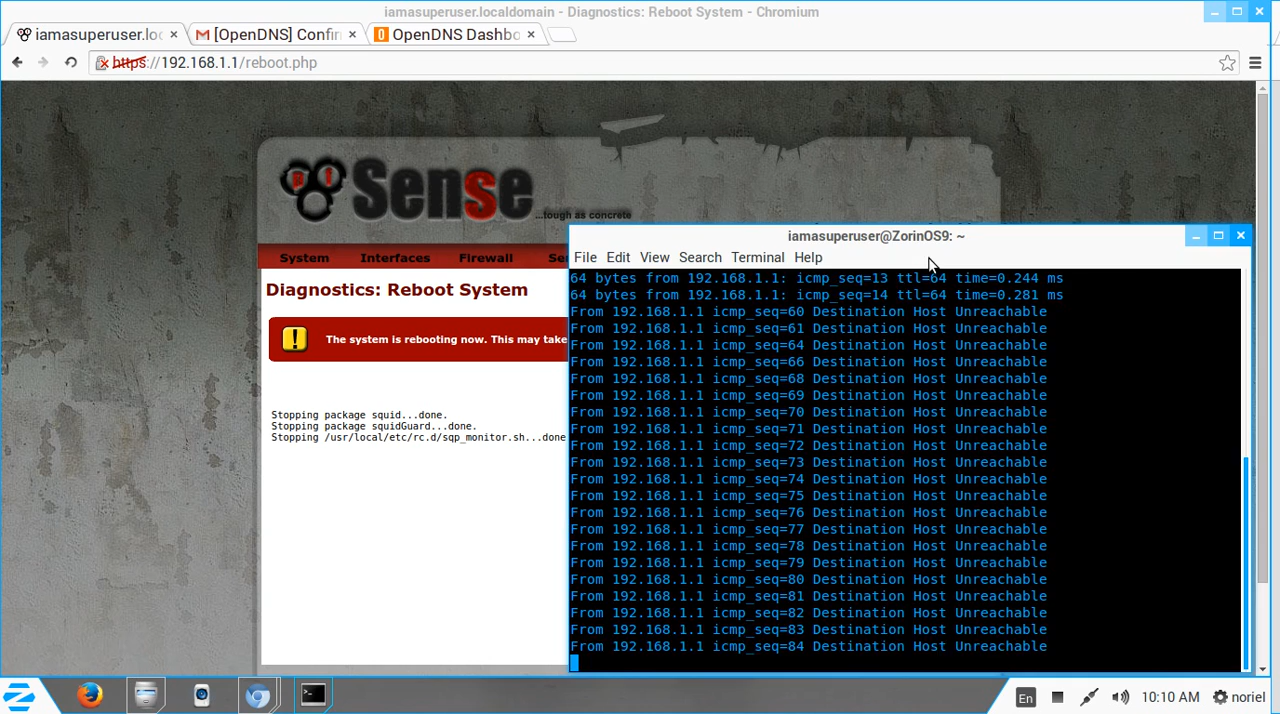 iamasuperuser.localdomain - Diagnostics: Reboot System - Chromium
iamasuperuser.loc
[OpenDNS] Confir
[OpenDNS Dashbo
https://192.168.1.1/reboot.php
pf
Sense
...tough as concrete
System Interfaces Firewall Se
Diagnostics: Reboot System
The system is rebooting now. This may take
Stopping package squid...done.
Stopping package squidGuard...done.
Stopping /usr/local/etc/rc.d/sqp_monitor.sh...done
iamasuperuser@ZorinOS9: ~
File Edit View Search Terminal Help
64 bytes from 192.168.1.1: icmp_seq=13 ttl=64 time=0.244 ms
64 bytes from 192.168.1.1: icmp_seq=14 ttl=64 time=0.281 ms
From 192.168.1.1 icmp_seq=60 Destination Host Unreachable
From 192.168.1.1 icmp_seq=61 Destination Host Unreachable
From 192.168.1.1 icmp_seq=64 Destination Host Unreachable
From 192.168.1.1 icmp_seq=66 Destination Host Unreachable
From 192.168.1.1 icmp_seq=68 Destination Host Unreachable
From 192.168.1.1 icmp_seq=69 Destination Host Unreachable
From 192.168.1.1 icmp_seq=70 Destination Host Unreachable
From 192.168.1.1 icmp_seq=71 Destination Host Unreachable
From 192.168.1.1 icmp_seq=72 Destination Host Unreachable
From 192.168.1.1 icmp_seq=73 Destination Host Unreachable
From 192.168.1.1 icmp_seq=74 Destination Host Unreachable
From 192.168.1.1 icmp_seq=75 Destination Host Unreachable
From 192.168.1.1 icmp_seq=76 Destination Host Unreachable
From 192.168.1.1 icmp_seq=77 Destination Host Unreachable
From 192.168.1.1 icmp_seq=78 Destination Host Unreachable
From 192.168.1.1 icmp_seq=79 Destination Host Unreachable
From 192.168.1.1 icmp_seq=80 Destination Host Unreachable
From 192.168.1.1 icmp_seq=81 Destination Host Unreachable
From 192.168.1.1 icmp_seq=82 Destination Host Unreachable
From 192.168.1.1 icmp_seq=83 Destination Host Unreachable
From 192.168.1.1 icmp_seq=84 Destination Host Unreachable
En 10:10 AM noriel